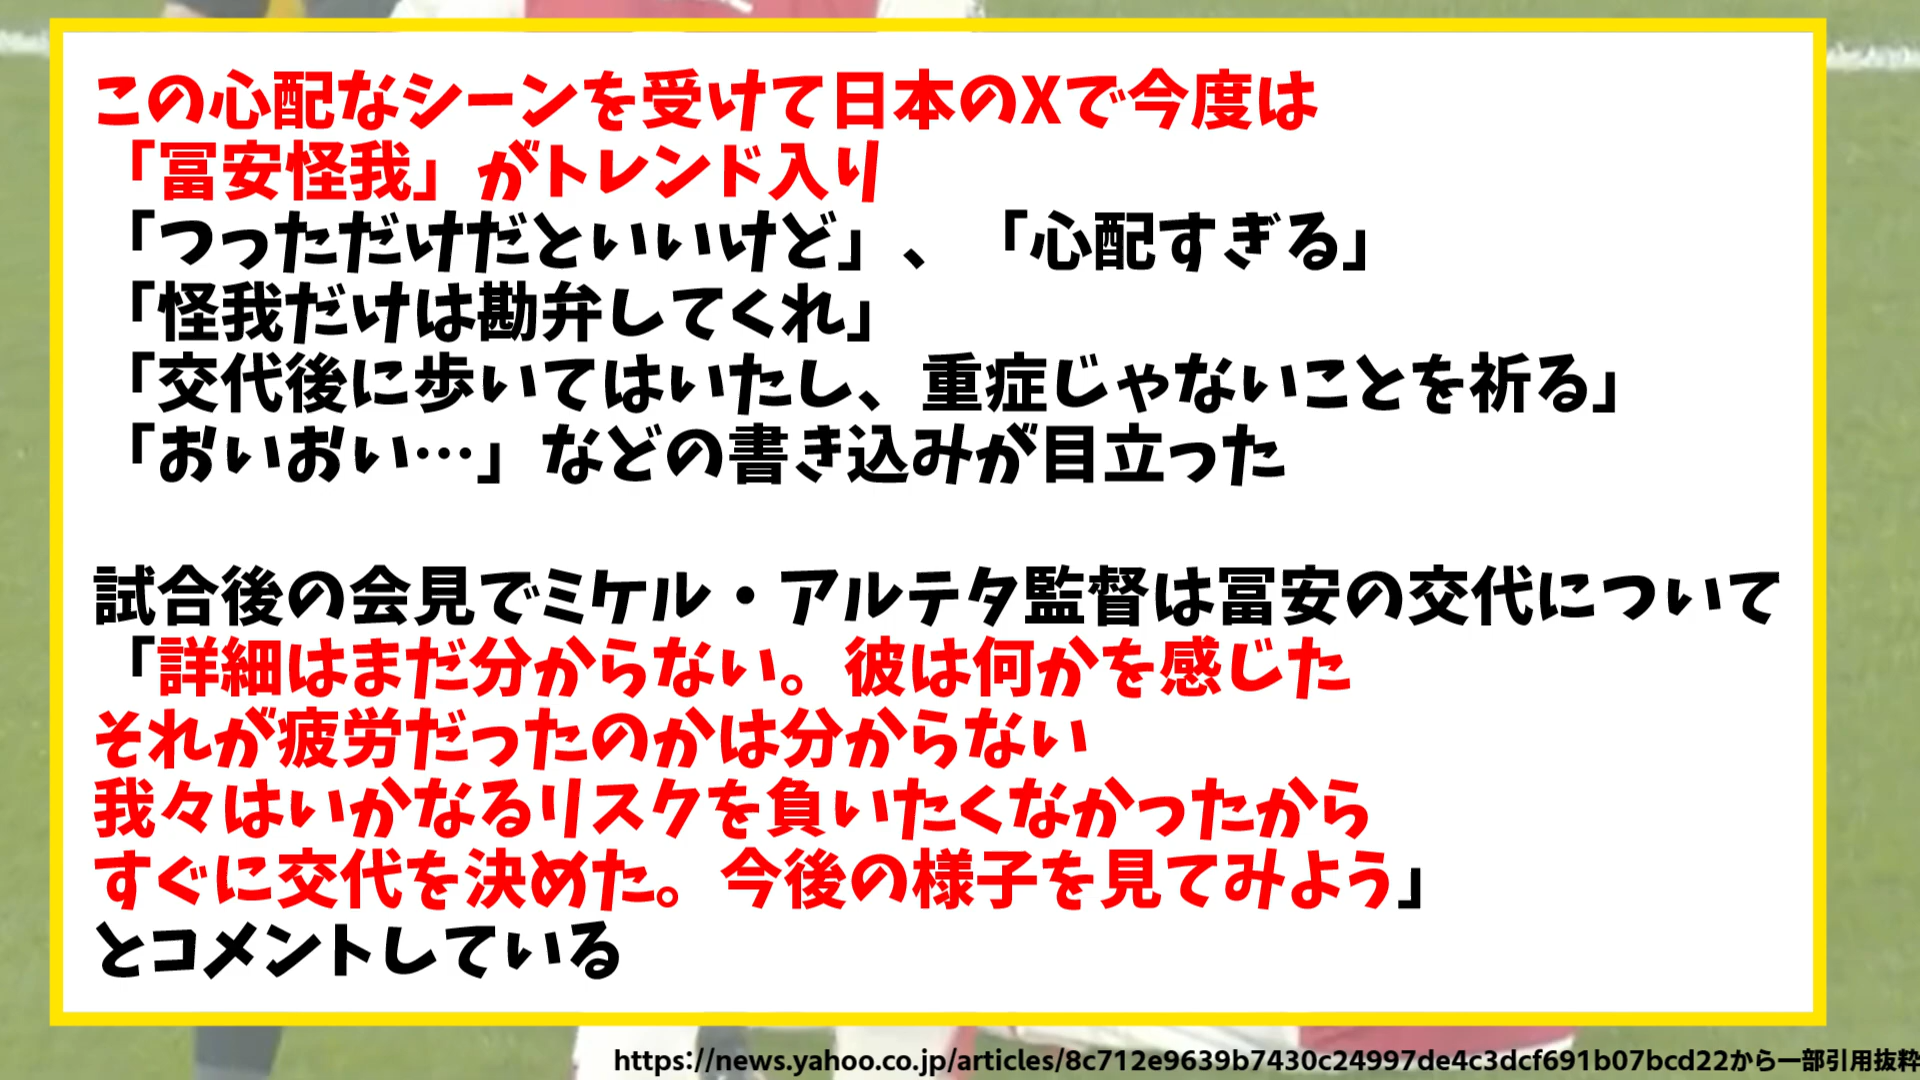 この心配なシーンを受けて日本のXで今度は
「冨安怪我」がトレンド入り
「つっただけだといいけど」、「心配すぎる」
「怪我だけは勘弁してくれ」
「交代後に歩いてはいたし、重症じゃないことを祈る」
「おいおい…」などの書き込みが目立った
試合後の会見でミケル・アルテタ監督は冨安の交代について
「詳細はまだ分からない。彼は何かを感じた
それが疲労だったのかは分からない
我々はいかなるリスクを負いたくなかったから
すぐに交代を決めた。今後の様子を見てみよう」
とコメントしている
https://news.yahoo.co.jp/articles/8c712e9639b7430c24997de4c3dcf691b07bcd22から一部引用抜粋